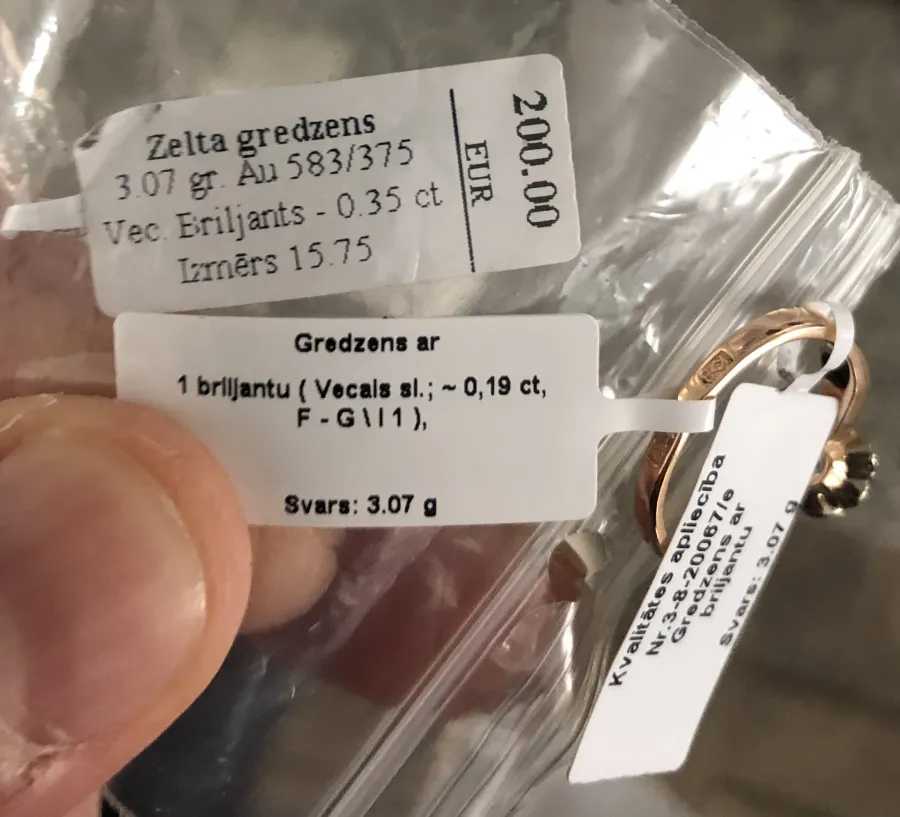 Zelta gredzens
3.07 gr. Au 583/375
Vec. Briljants - 0.35 ct
Izmērs 15.75
200.00
EUR
Gredzens ar
1 briljantu ( Vecais sl.; ~ 0,19 ct,
F - G \ I 1 ),
Svars: 3.07 g
Kvalitātes apliecība
Nr.3-8-20067/e
Gredzens ar
briljantu
Svars: 3.07 g